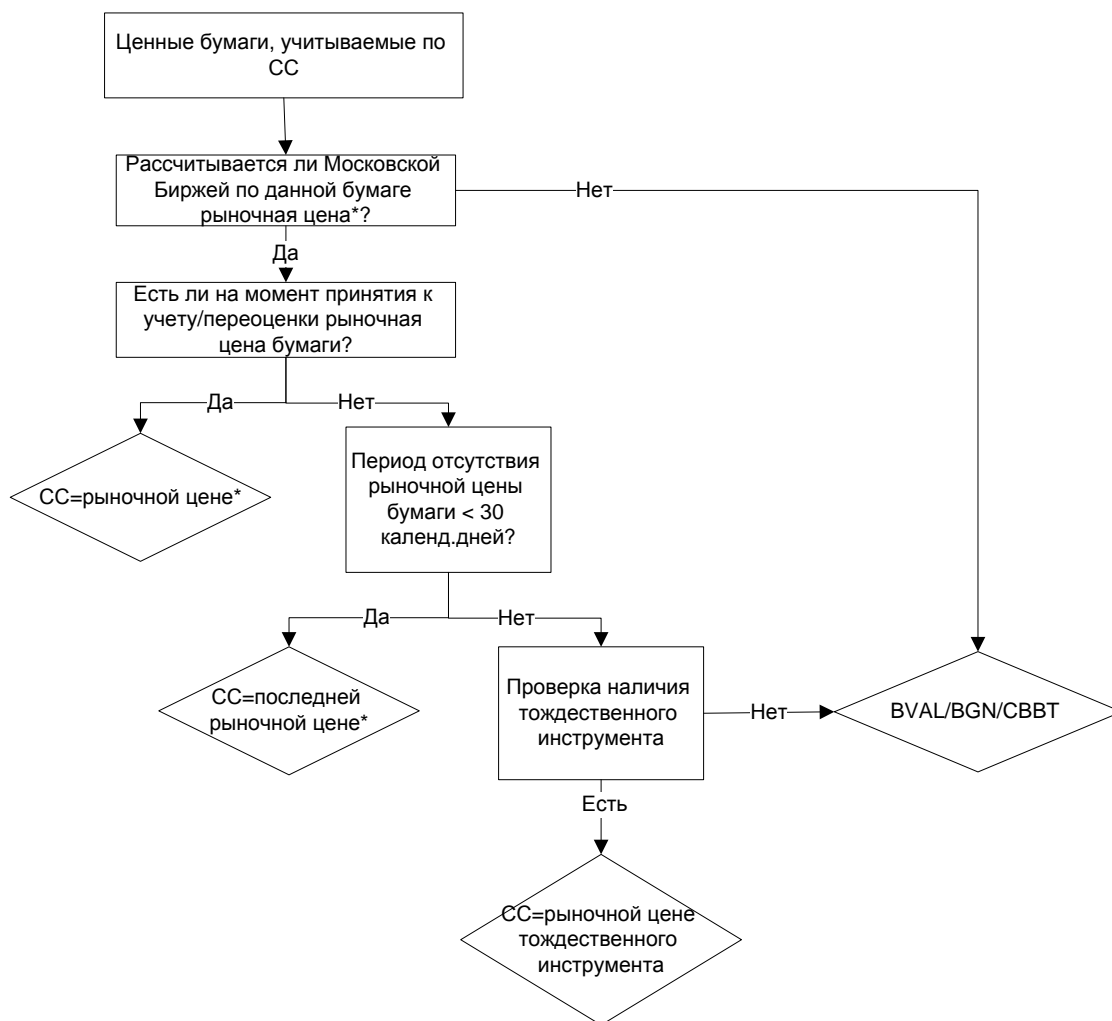 Ценные бумаги, учитываемые по
СС
Рассчитывается ли Московской
Биржей по данной бумаге
рыночная цена*?
Нет
Да
Есть ли на момент принятия к
учету/переоценки рыночная
цена бумаги?
Да
Нет
СС=рыночной цене*
Период отсутствия
рыночной цены
бумаги < 30
календ.дней?
Да
Нет
СС=последней
рыночной цене*
Проверка наличия
тождественного
инструмента
Нет
BVAL/BGN/CBBT
Есть
СС=рыночной цене
тождественного
инструмента